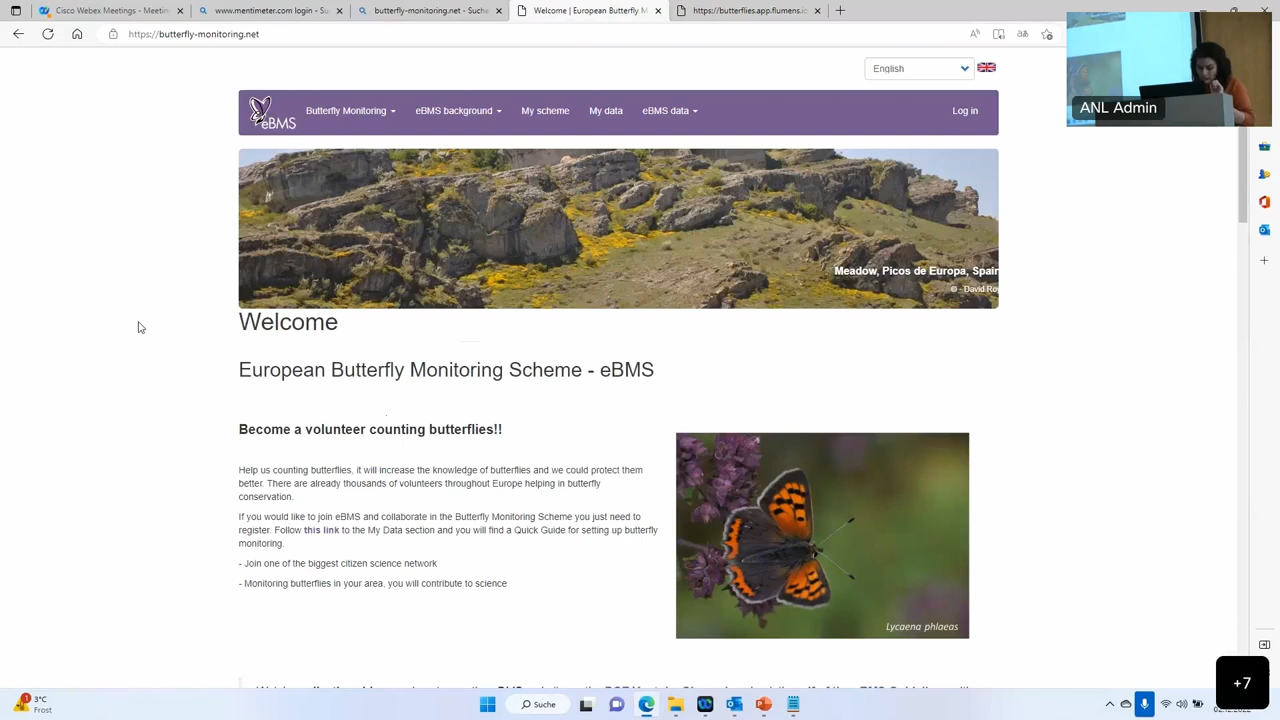 Cisco Webex Meetings - Meetin
www.mentimeter.com login - Su
butterfly-monitoring.net - Suche
Welcome | European Butterfly M
https://butterflies.app.flumens.ic
https://butterfly-monitoring.net
English
ANL Admin
eBMS
Butterfly Monitoring
eBMS background
My scheme
My data
eBMS data
Log in
Meadow, Picos de Europa, Spain
© - David Roy
Welcome
European Butterfly Monitoring Scheme - eBMS
Become a volunteer counting butterflies!!
Help us counting butterflies, it will increase the knowledge of butterflies and we could protect them
better. There are already thousands of volunteers throughout Europe helping in butterfly
conservation.
If you would like to join eBMS and collaborate in the Butterfly Monitoring Scheme you just need to
register. Follow this link to the My Data section and you will find a Quick Guide for setting up butterfly
monitoring.
- Join one of the biggest citizen science network
- Monitoring butterflies in your area, you will contribute to science
Lycaena phlaeas
+7
1
3°C
Frost
Suche